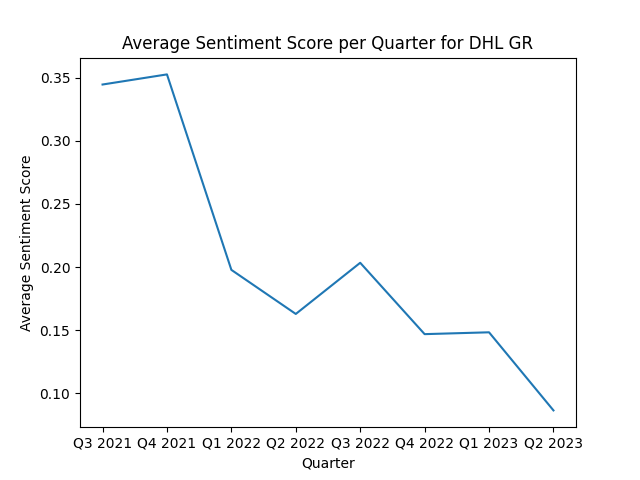 Average Sentiment Score per Quarter for DHL GR
0.35
0.30
0.25
0.20
0.15
0.10
Average Sentiment Score
Q3 2021 Q4 2021 Q1 2022 Q2 2022 Q3 2022 Q4 2022 Q1 2023 Q2 2023
Quarter